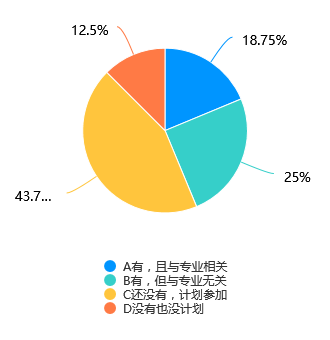 12.5%
18.75%
25%
43.7...
A有，且与专业相关
B有，但与专业无关
C还没有，计划参加
D没有也没计划